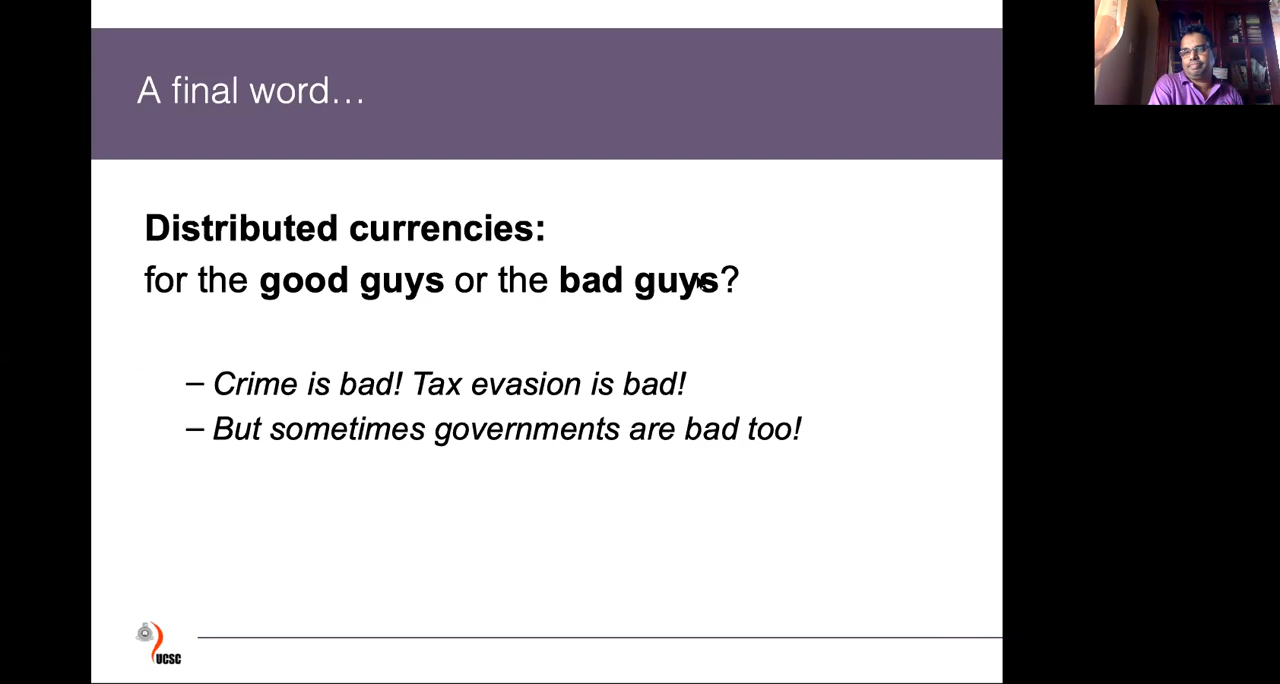 A final word…
Distributed currencies:
for the good guys or the bad guys?
– Crime is bad! Tax evasion is bad!
– But sometimes governments are bad too!
UCSC